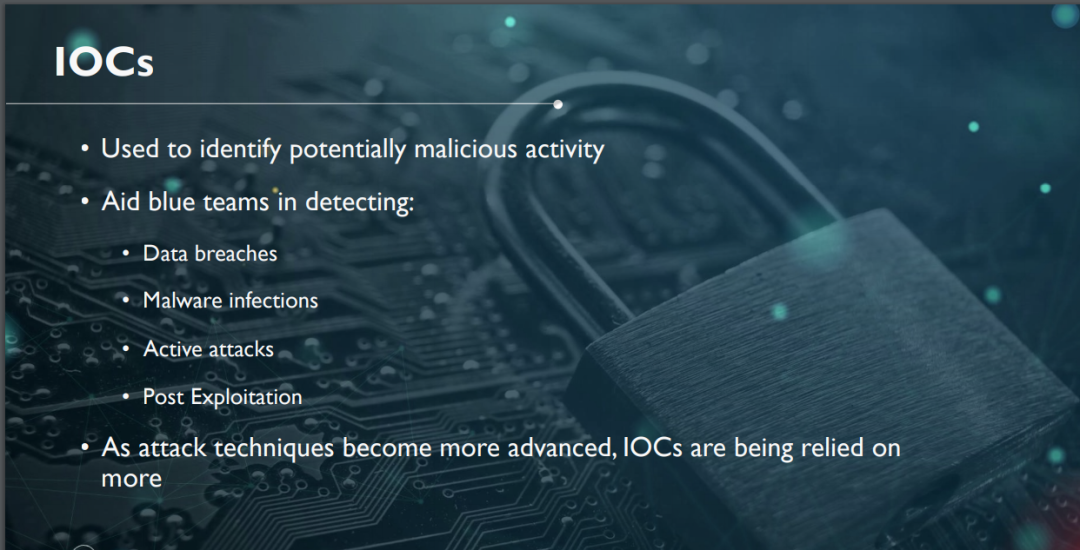 IOCs
• Used to identify potentially malicious activity
• Aid blue teams in detecting:
• Data breaches
• Malware infections
• Active attacks
• Post Exploitation
• As attack techniques become more advanced, IOCs are being relied on
more